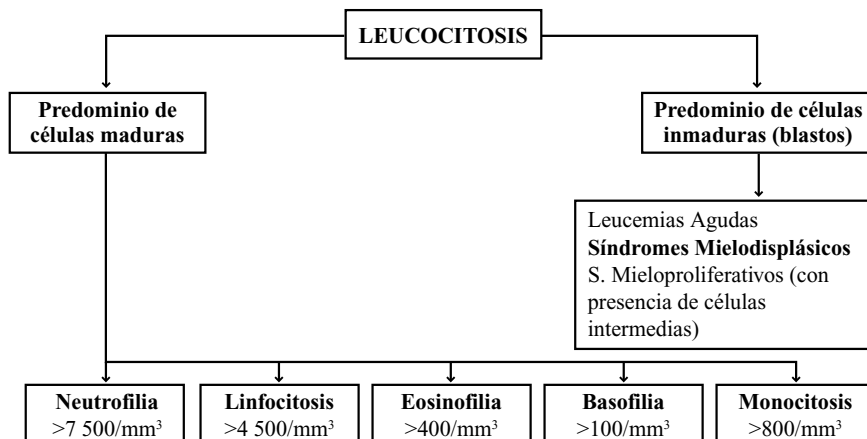 LEUCOCITOSIS
Predominio de
células maduras
Predominio de células
inmaduras (blastos)
Leucemias Agudas
Síndromes Mielodisplásicos
S. Mieloproliferativos (con
presencia de células
intermedias)
Neutrofilia
>7 500/mm³
Linfocitosis
>4 500/mm³
Eosinofilia
>400/mm³
Basofilia
>100/mm³
Monocitosis
>800/mm³